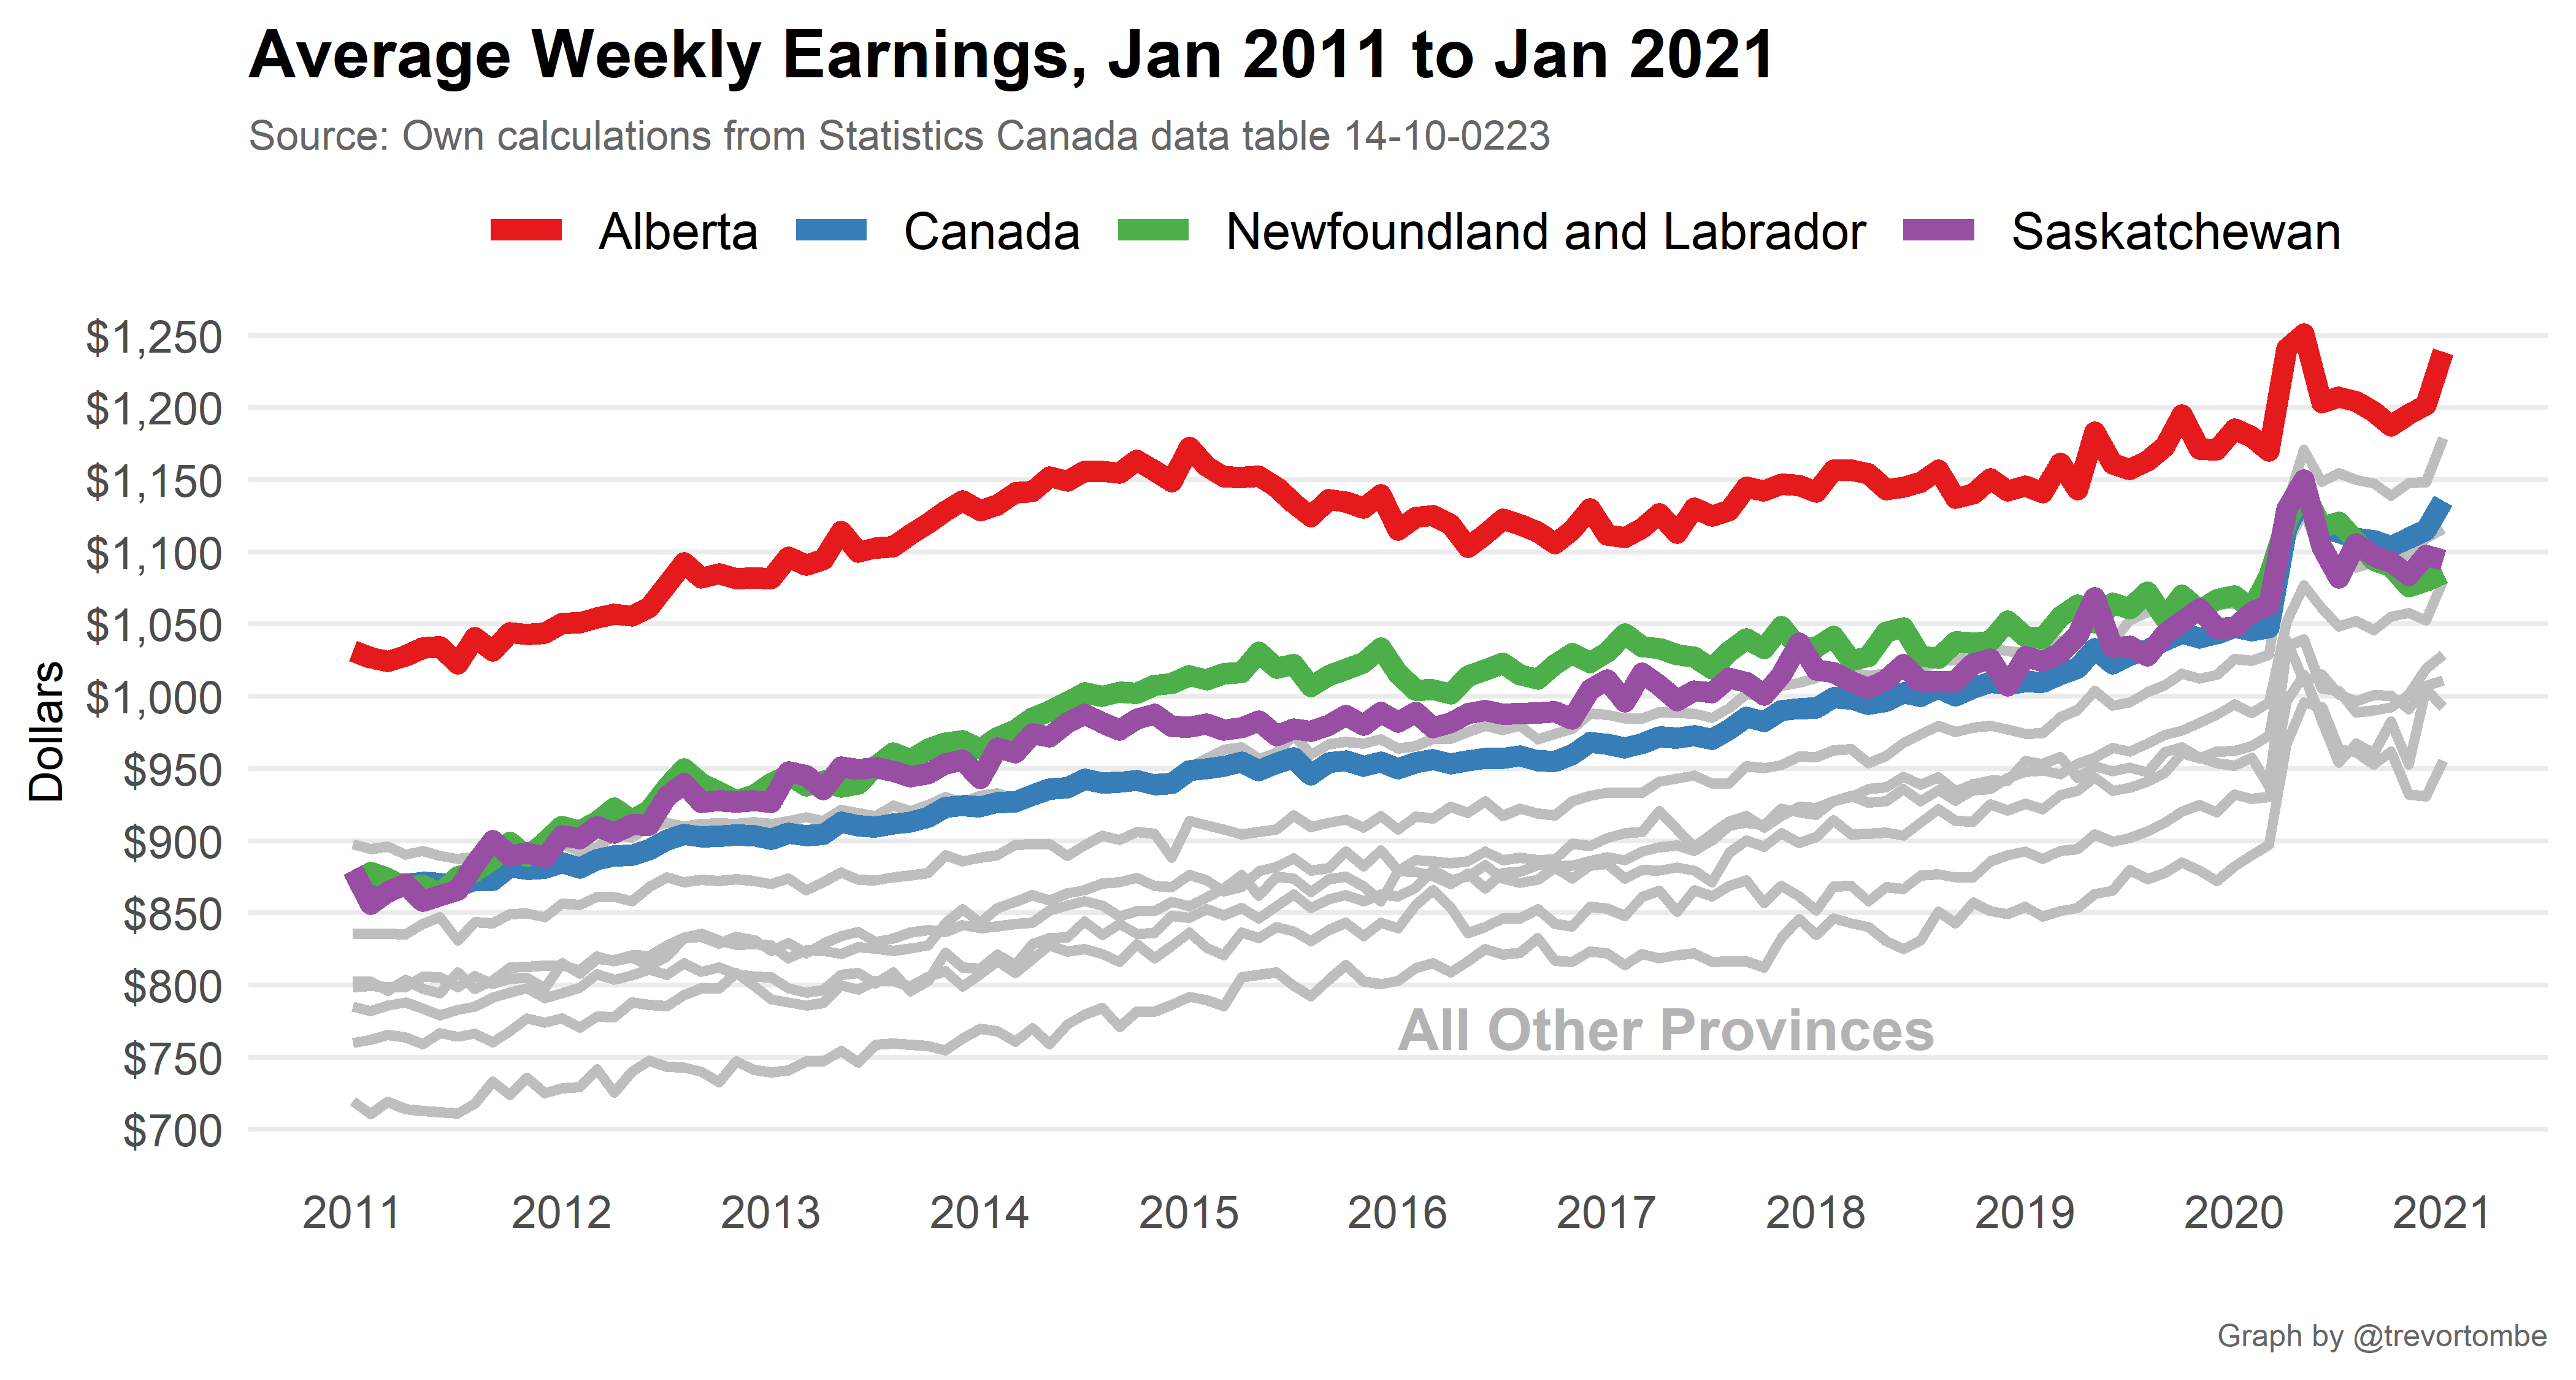 Average Weekly Earnings, Jan 2011 to Jan 2021
Source: Own calculations from Statistics Canada data table 14-10-0223
Alberta Canada Newfoundland and Labrador Saskatchewan
Dollars
$1,250
$1,200
$1,150
$1,100
$1,050
$1,000
$950
$900
$850
$800
$750
$700
All Other Provinces
2011 2012 2013 2014 2015 2016 2017 2018 2019 2020 2021
Graph by @trevortombe